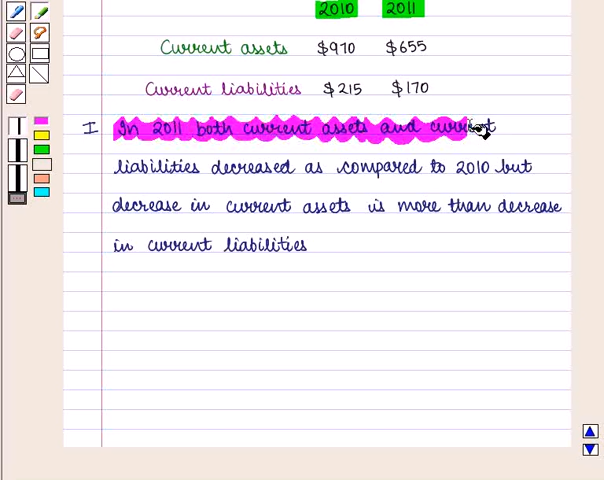 2010 2011
Current assets $970 $655
Current liabilities $215 $170
I In 2011 both current assets and current
liabilities decreased as compared to 2010 but
decrease in current assets is more than decrease
in current liabilities